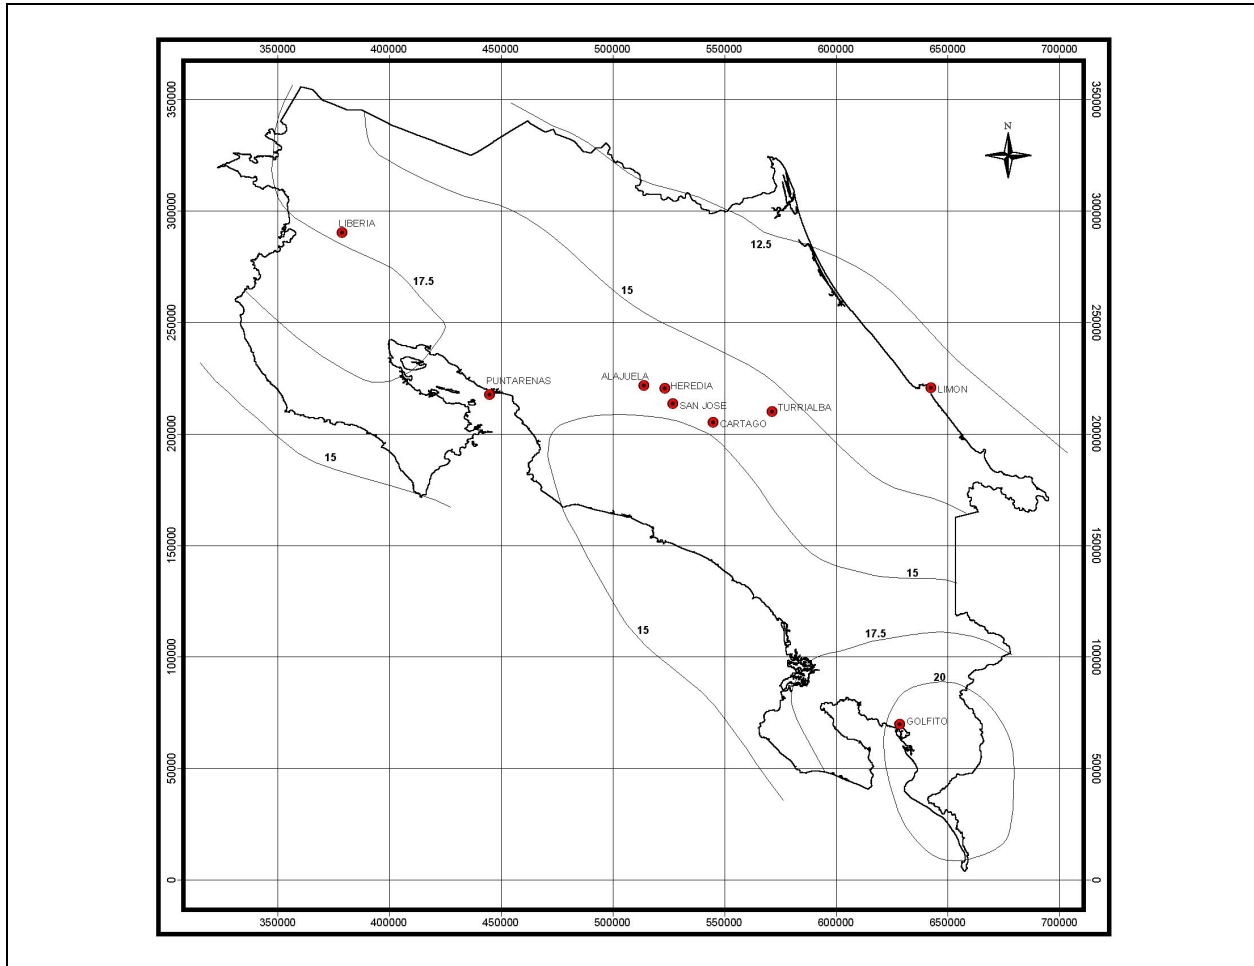 350000 400000 450000 500000 550000 600000 650000 700000
350000 350000
N
300000 300000
LIBERIA
12.5
17.5
15
250000 250000
ALAJUELA
PUNTARENAS
HEREDIA
LIMON
SAN JOSE
TURRIALBA
CARTAGO
200000 200000
15
150000 150000
15
15
17.5
100000 100000
20
GOLFITO
50000 50000
0 0
350000 400000 450000 500000 550000 600000 650000 700000